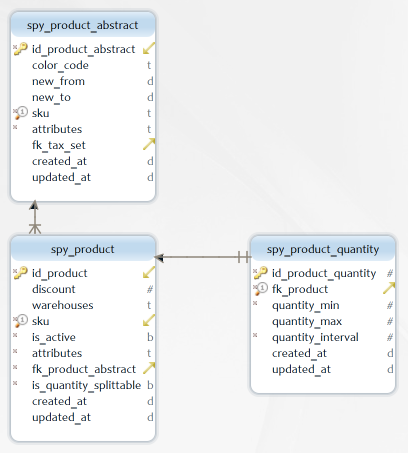 spy_product_abstract
id_product_abstract
color_code t
new_from d
new_to d
sku t
attributes t
fk_tax_set
created_at d
updated_at d
spy_product
id_product
discount #
warehouses t
sku
is_active b
attributes t
fk_product_abstract
is_quantity_splittable b
created_at d
updated_at d
spy_product_quantity
id_product_quantity #
fk_product
quantity_min #
quantity_max #
quantity_interval #
created_at d
updated_at d